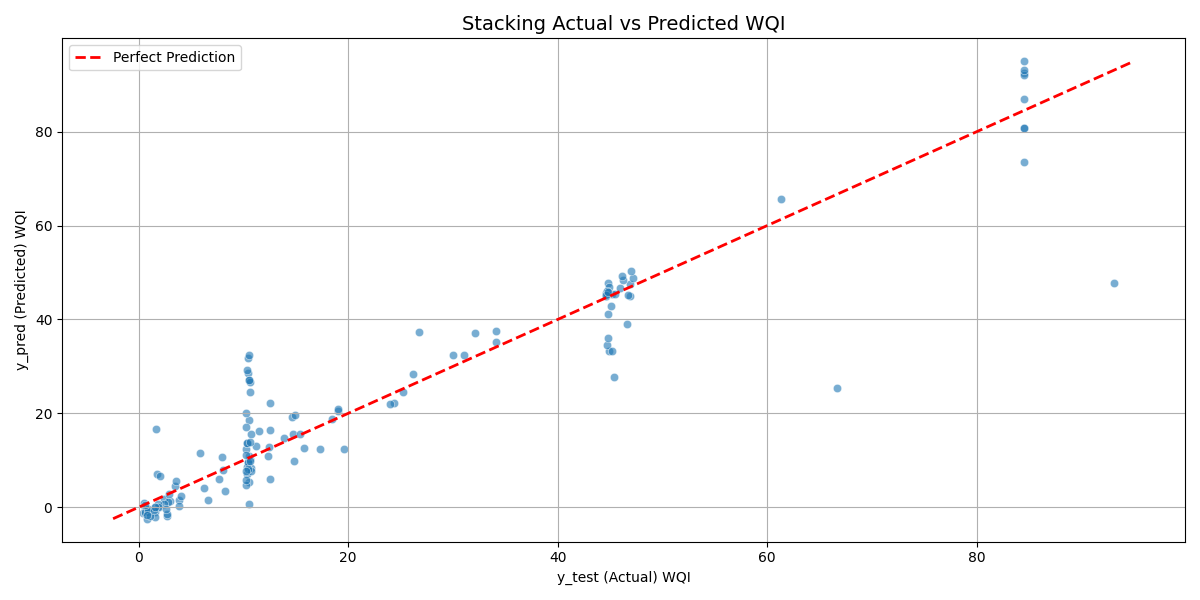 Stacking Actual vs Predicted WQI
Perfect Prediction
y_pred (Predicted) WQI
80
60
40
20
0
0 20 40 60 80
y_test (Actual) WQI